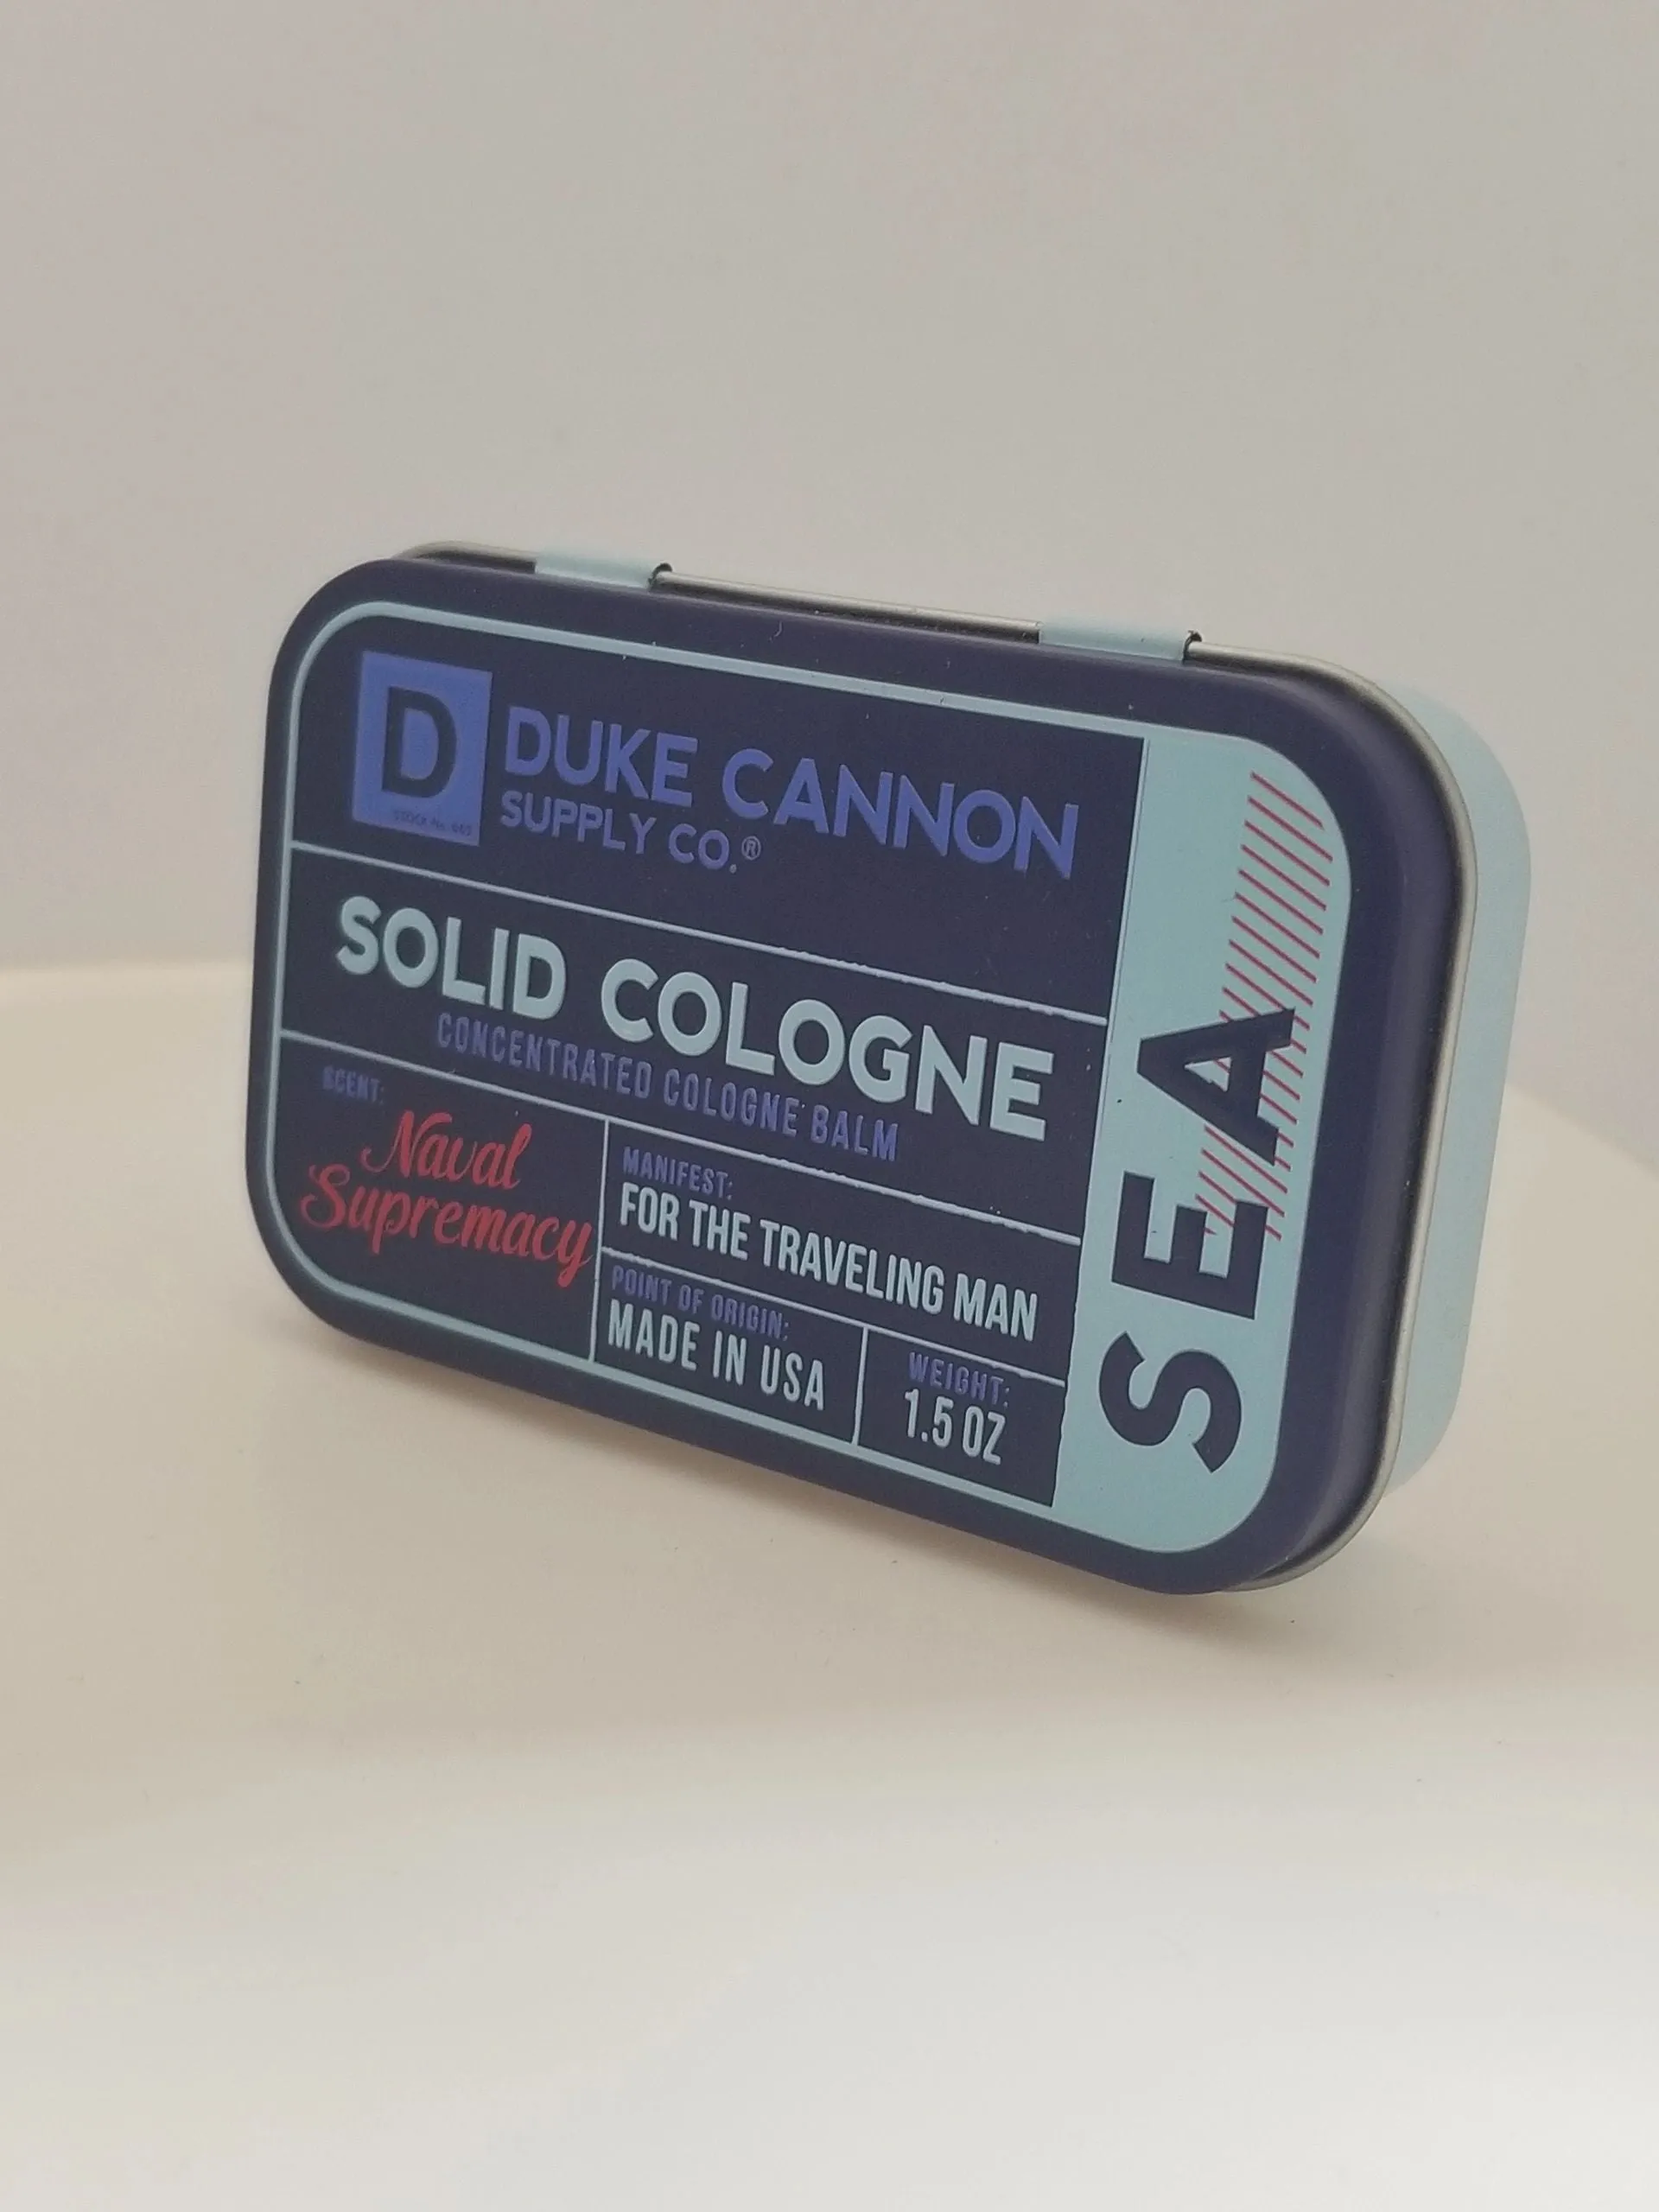 D
DUKE CANNON
SUPPLY CO.®
SOLID COLOGNE
CONCENTRATED COLOGNE BALM
SCENT:
Naval
Supremacy
MANIFEST:
FOR THE TRAVELING MAN
POINT OF ORIGIN:
MADE IN USA
WEIGHT:
1.5 OZ
SEA